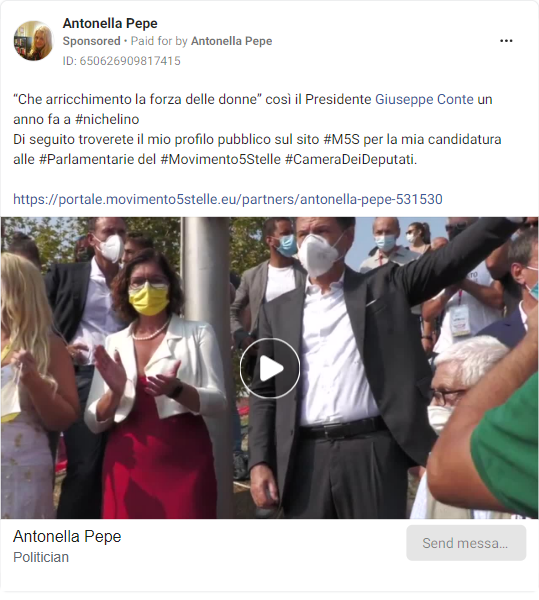 Antonella Pepe
Sponsored • Paid for by Antonella Pepe
ID: 650626909817415
“Che arricchimento la forza delle donne” così il Presidente Giuseppe Conte un
anno fa a #nichelino
Di seguito troverete il mio profilo pubblico sul sito #M5S per la mia candidatura
alle #Parlamentarie del #Movimento5Stelle #CameraDeiDeputati.
https://portale.movimento5stelle.eu/partners/antonella-pepe-531530
Antonella Pepe
Politician
Send messa...